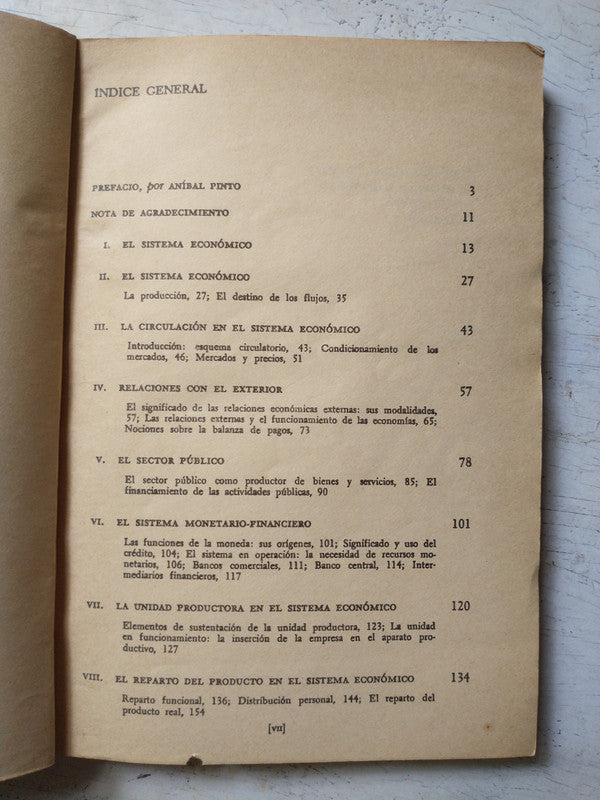 ÍNDICE GENERAL
PREFACIO, por ANÍBAL PINTO 3
NOTA DE AGRADECIMIENTO 11
I. EL SISTEMA ECONÓMICO 13
II. EL SISTEMA ECONÓMICO 27
La producción, 27; El destino de los flujos, 35
III. LA CIRCULACIÓN EN EL SISTEMA ECONÓMICO 43
Introducción: esquema circulatorio, 43; Condicionamiento de los
mercados, 46; Mercados y precios, 51
IV. RELACIONES CON EL EXTERIOR 57
El significado de las relaciones económicas externas: sus modalidades,
57; Las relaciones externas y el funcionamiento de las economías, 65;
Nociones sobre la balanza de pagos, 73
V. EL SECTOR PÚBLICO 78
El sector público como productor de bienes y servicios, 85; El
financiamiento de las actividades públicas, 90
VI. EL SISTEMA MONETARIO-FINANCIERO 101
Las funciones de la moneda: sus orígenes, 101; Significado y uso del
crédito, 104; El sistema en operación: la necesidad de recursos mo-
netarios, 106; Bancos comerciales, 111; Banco central, 114; Inter-
mediarios financieros, 117
VII. LA UNIDAD PRODUCTORA EN EL SISTEMA ECONÓMICO 120
Elementos de sustentación de la unidad productora, 123; La unidad
en funcionamiento: la inserción de la empresa en el aparato pro-
ductivo, 127
VIII. EL REPARTO DEL PRODUCTO EN EL SISTEMA ECONÓMICO 134
Reparto funcional, 136; Distribución personal, 144; El reparto del
producto real, 154
[VII]